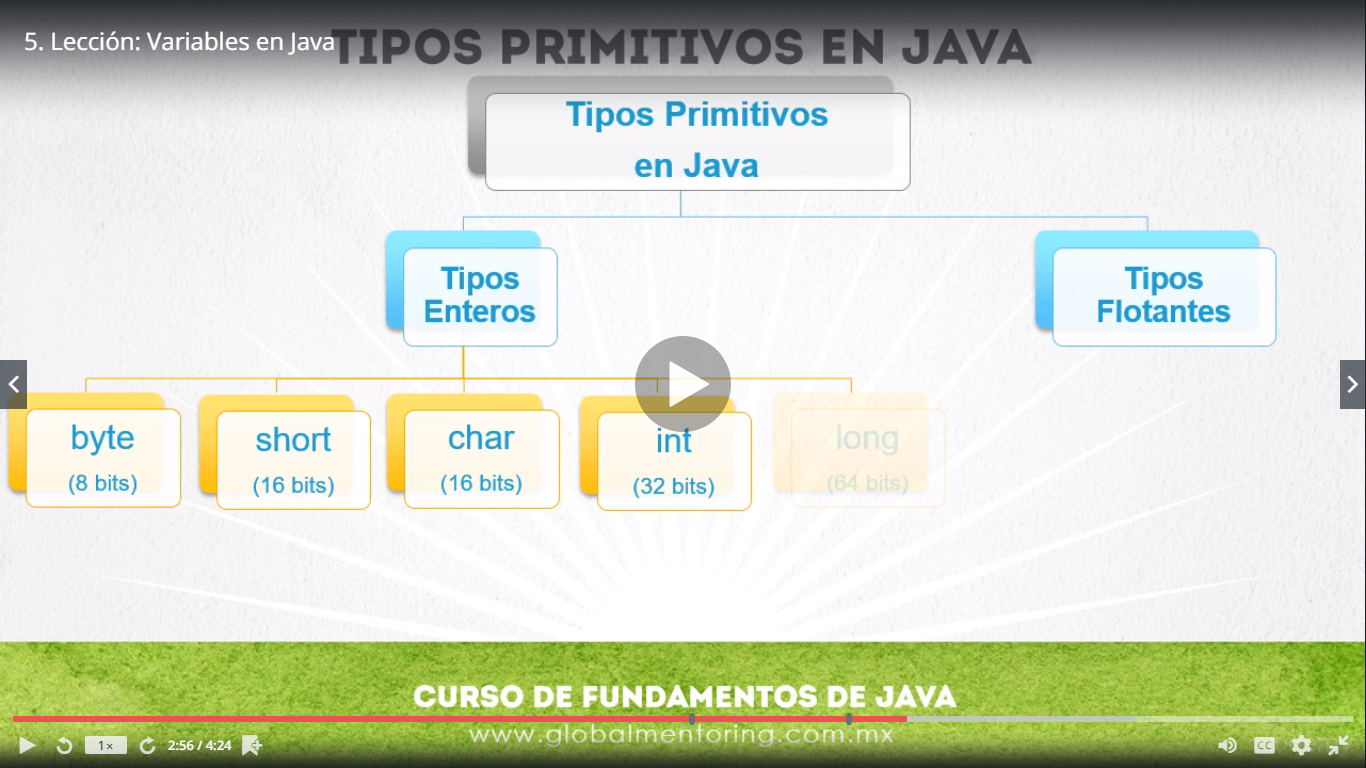 5. Lección: Variables en Java
TIPOS PRIMITIVOS EN JAVA
Tipos Primitivos
en Java
Tipos
Enteros
Tipos
Flotantes
byte
(8 bits)
short
(16 bits)
char
(16 bits)
int
(32 bits)
long
(64 bits)
CURSO DE FUNDAMENTOS DE JAVA
www.globalmentoring.com.mx
1×
2:56 / 4:24
CC